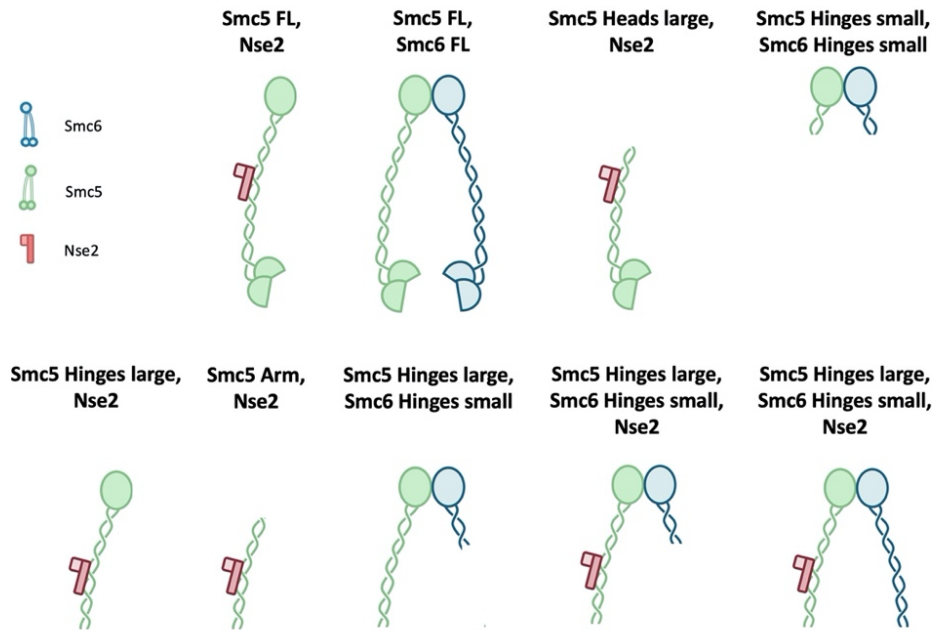 Smc5 FL,
Nse2
Smc5 FL,
Smc6 FL
Smc5 Heads large,
Nse2
Smc5 Hinges small,
Smc6 Hinges small
Smc6
Smc5
Nse2
Smc5 Hinges large,
Nse2
Smc5 Arm,
Nse2
Smc5 Hinges large,
Smc6 Hinges small
Smc5 Hinges large,
Smc6 Hinges small,
Nse2
Smc5 Hinges large,
Smc6 Hinges small,
Nse2